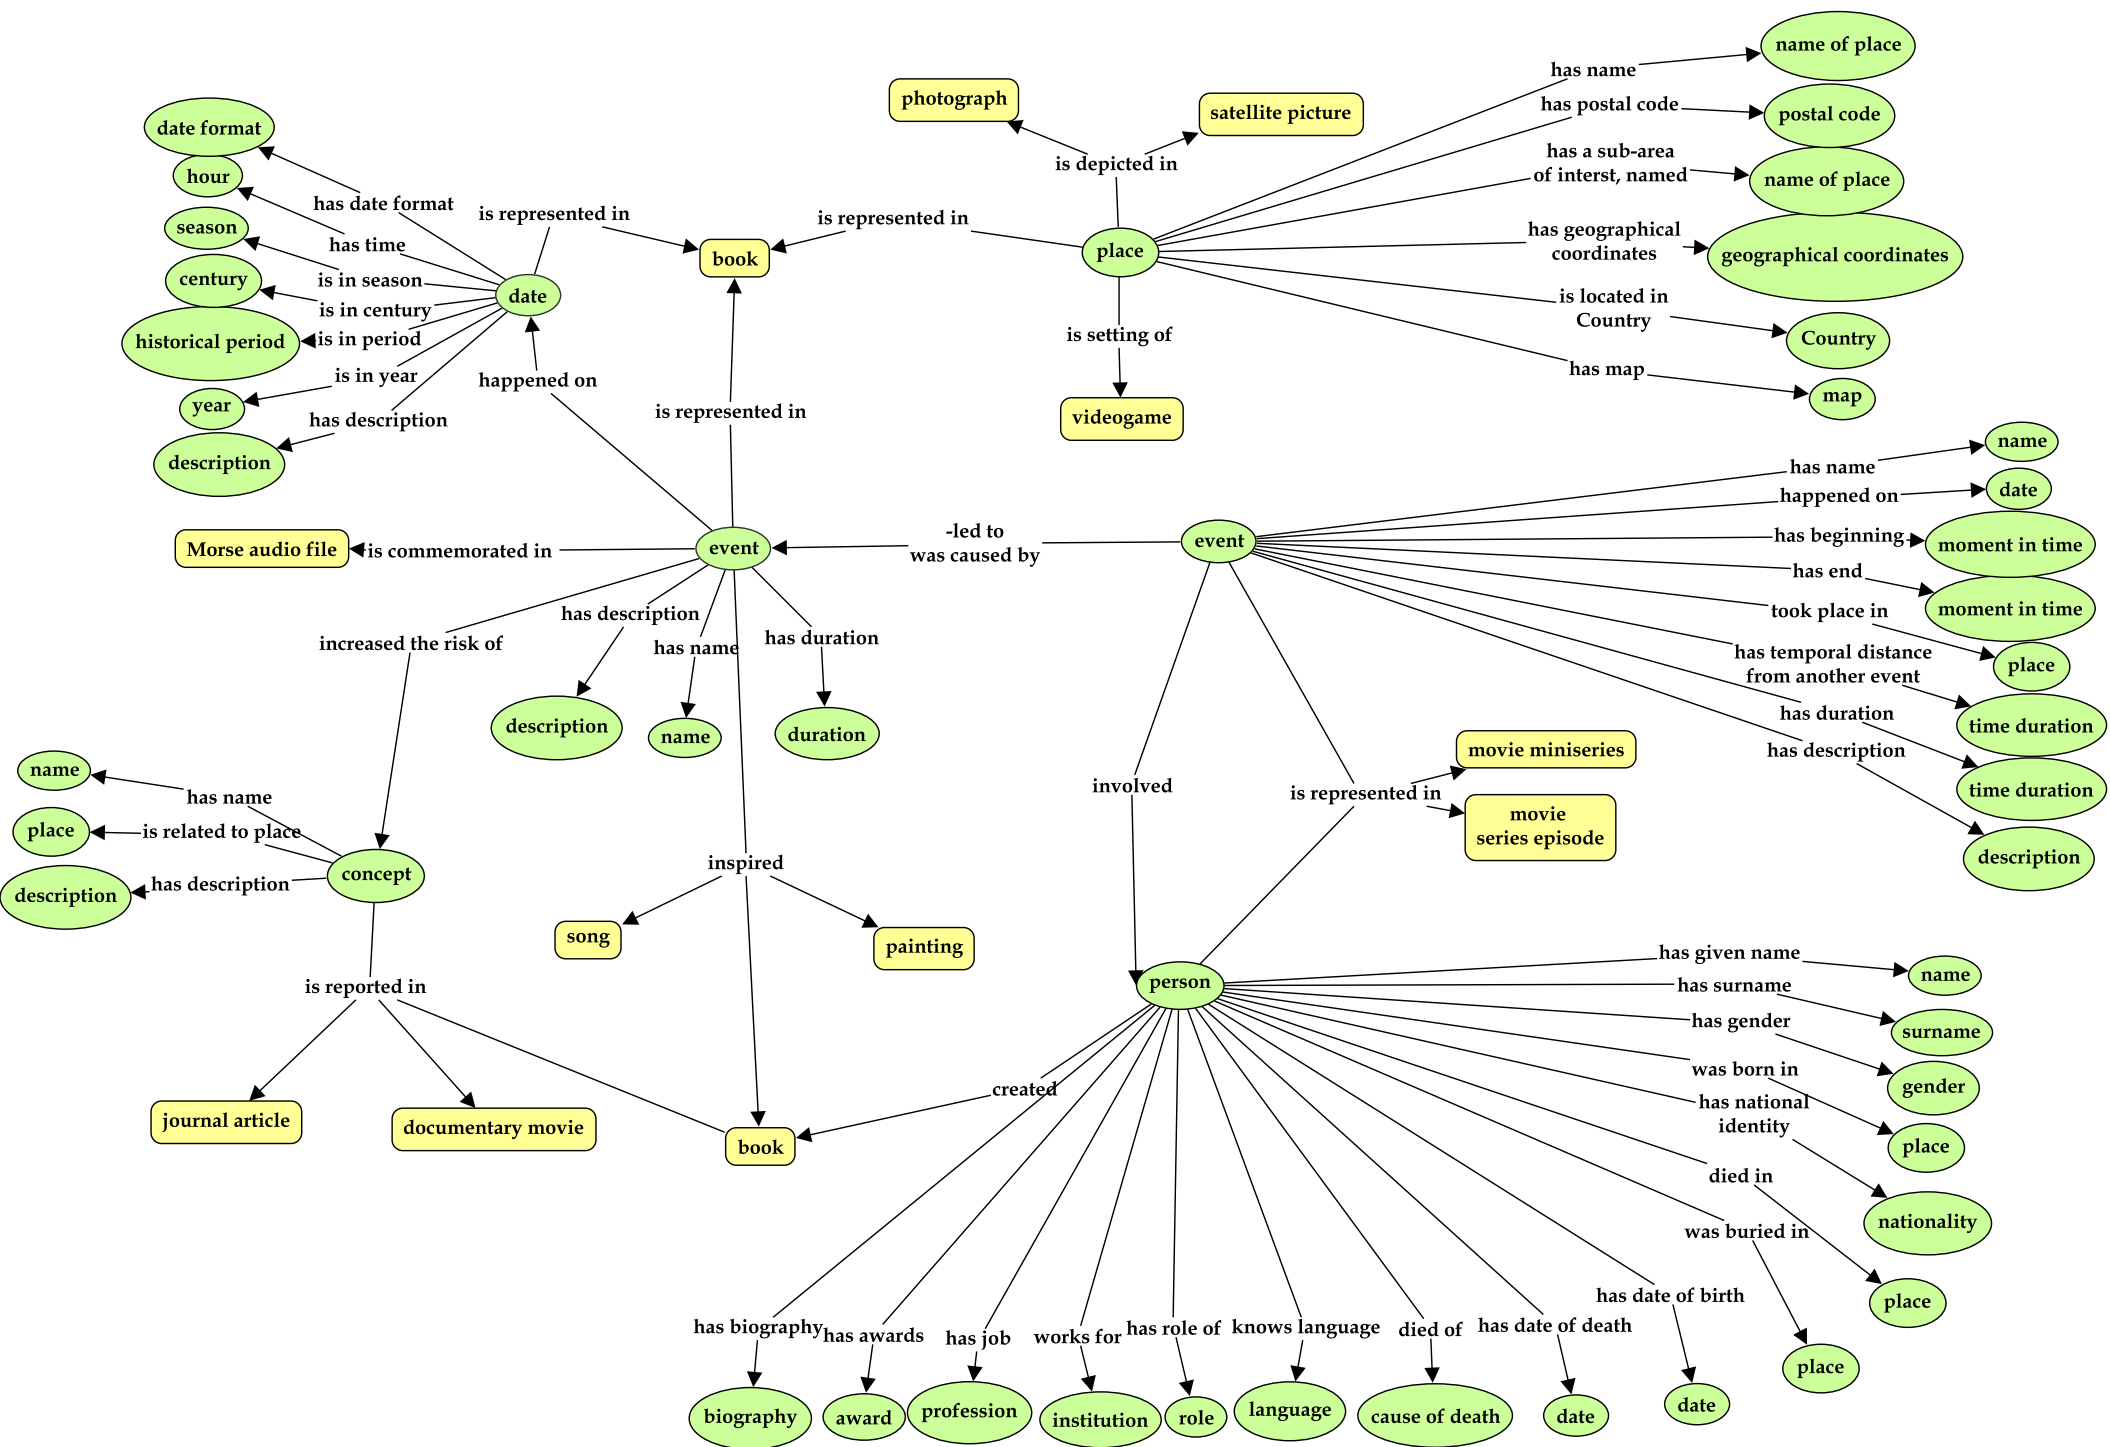 name of place
has name
photograph
has postal code
satellite picture
postal code
date format
has a sub-area
of interst, named
is depicted in
hour
name of place
has date format
is represented in
is represented in
season
has geographical
coordinates
has time
place
book
geographical coordinates
century
is in season
date
is located in
Country
is in century
historical period
is in period
is setting of
Country
is in year
happened on
has map
map
year
is represented in
videogame
has description
description
name
has name
date
happened on
-led to
was caused by
event
event
has beginning
moment in time
Morse audio file
is commemorated in
has end
moment in time
has description
took place in
increased the risk of
has name
has duration
has temporal distance
from another event
place
description
name
duration
has duration
time duration
movie miniseries
has description
name
involved
is represented in
time duration
has name
movie
series episode
place
is related to place
description
inspired
concept
has description
description
song
painting
has given name
name
person
has surname
is reported in
has gender
surname
created
was born in
gender
has national
identity
journal article
documentary movie
book
place
died in
nationality
was buried in
has date of birth
place
has biography
has awards
has job
works for
has role of
knows language
died of
has date of death
place
biography
award
profession
institution
role
language
cause of death
date
date